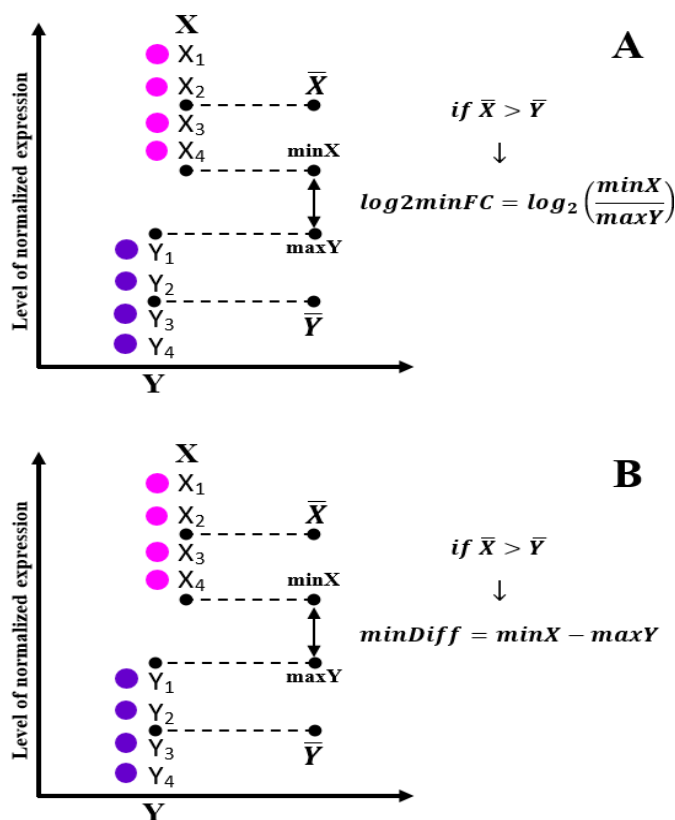 A
X
Level of normalized expression
X₁
X₂
X₃
X₄
X̅
minX
maxY
Y̅
Y₁
Y₂
Y₃
Y₄
Y
if X̅ > Y̅
↓
log2minFC = log₂(minX/maxY)
B
X
Level of normalized expression
X₁
X₂
X₃
X₄
X̅
minX
maxY
Y̅
Y₁
Y₂
Y₃
Y₄
Y
if X̅ > Y̅
↓
minDiff = minX − maxY